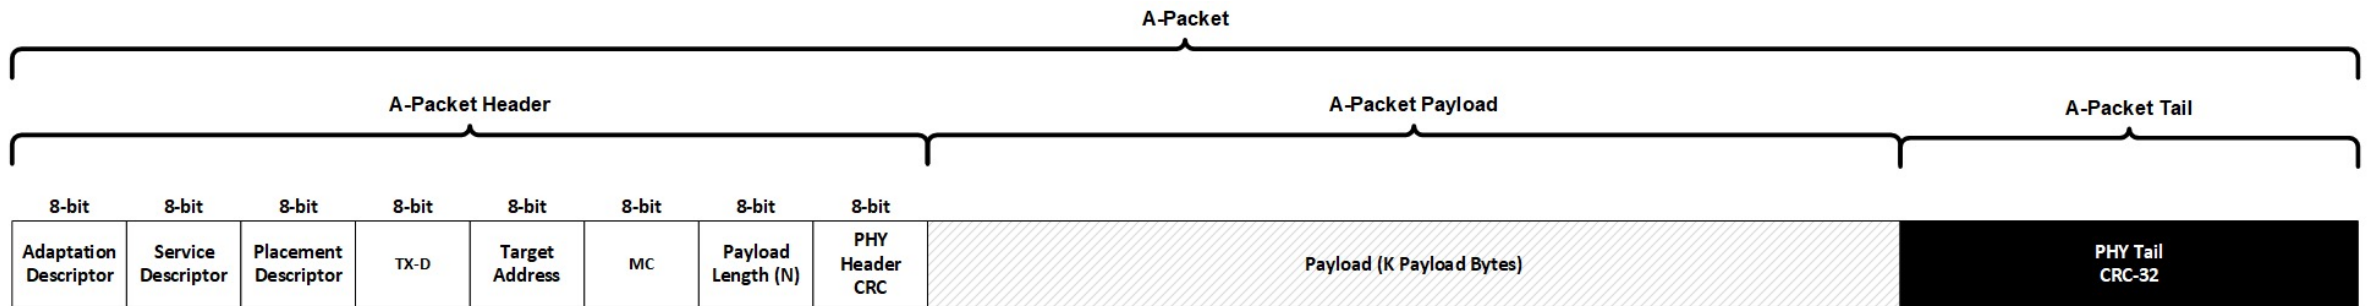 A-Packet
A-Packet Header
A-Packet Payload
A-Packet Tail
8-bit
8-bit
8-bit
8-bit
8-bit
8-bit
8-bit
8-bit
Adaptation
Descriptor
Service
Descriptor
Placement
Descriptor
TX-D
Target
Address
MC
Payload
Length (N)
PHY
Header
CRC
Payload (K Payload Bytes)
PHY Tail
CRC-32